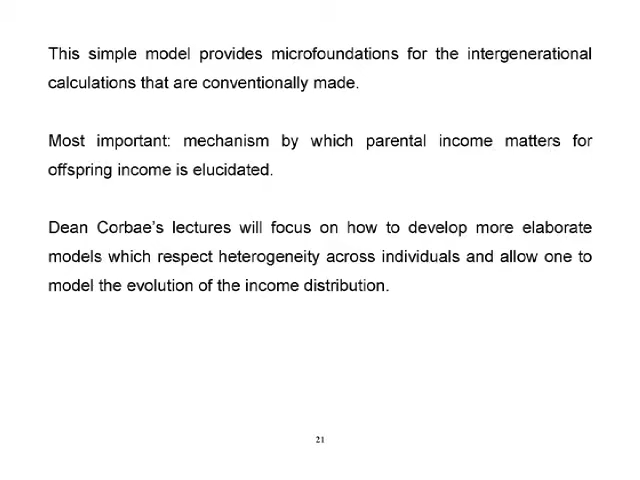 This simple model provides microfoundations for the intergenerational
calculations that are conventionally made.
Most important: mechanism by which parental income matters for
offspring income is elucidated.
Dean Corbae's lectures will focus on how to develop more elaborate
models which respect heterogeneity across individuals and allow one to
model the evolution of the income distribution.
21